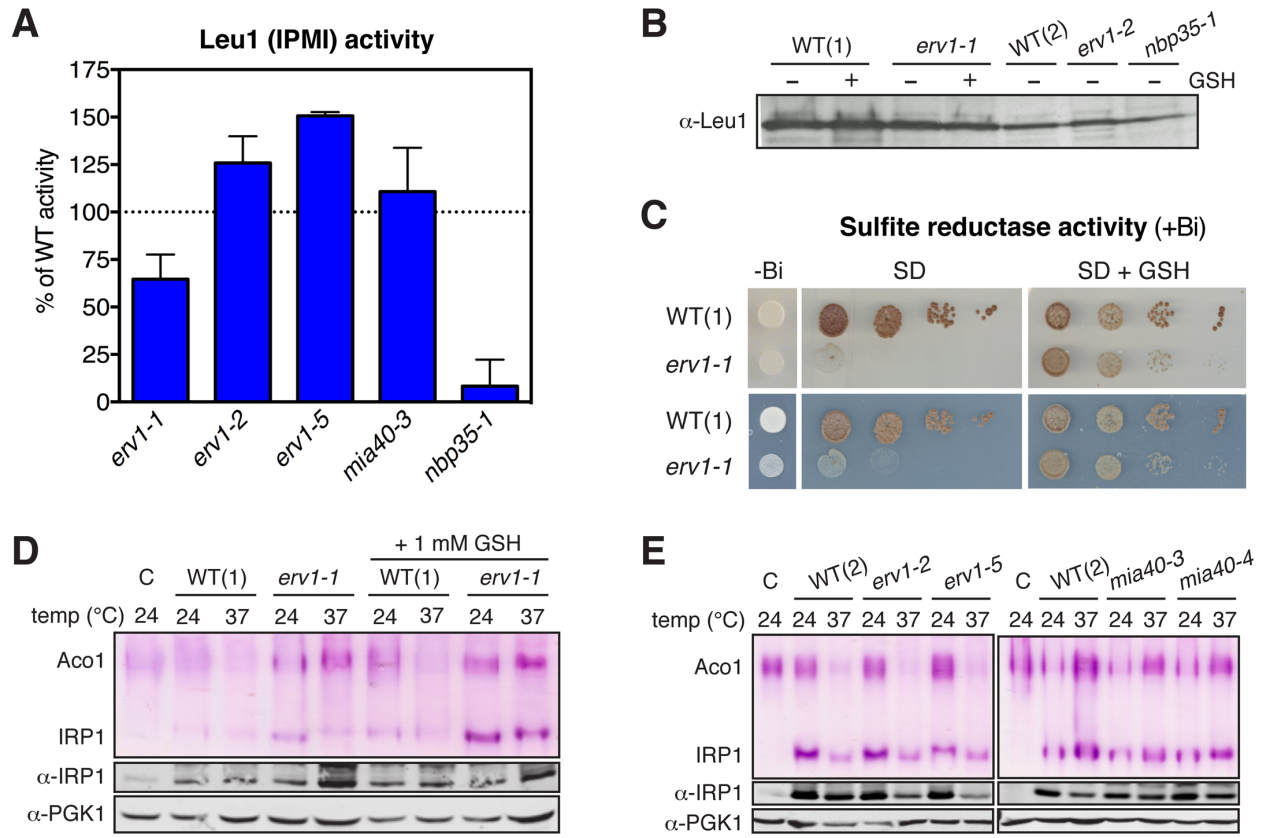 A
Leu1 (IPMI) activity
% of WT activity
175
150
125
100
75
50
25
0
erv1-1
erv1-2
erv1-5
mia40-3
nbp35-1
B
WT(1) erv1-1 WT(2) erv1-2 nbp35-1
– + – + – – – GSH
α-Leu1
C
Sulfite reductase activity (+Bi)
-Bi SD SD + GSH
WT(1)
erv1-1
WT(1)
erv1-1
D
+ 1 mM GSH
C WT(1) erv1-1 WT(1) erv1-1
temp (°C) 24 24 37 24 37 24 37 24 37
Aco1
IRP1
α-IRP1
α-PGK1
E
C WT(2) erv1-2 erv1-5 C WT(2) mia40-3 mia40-4
temp (°C) 24 24 37 24 37 24 37 24 24 37 24 37 24 37
Aco1
IRP1
α-IRP1
α-PGK1